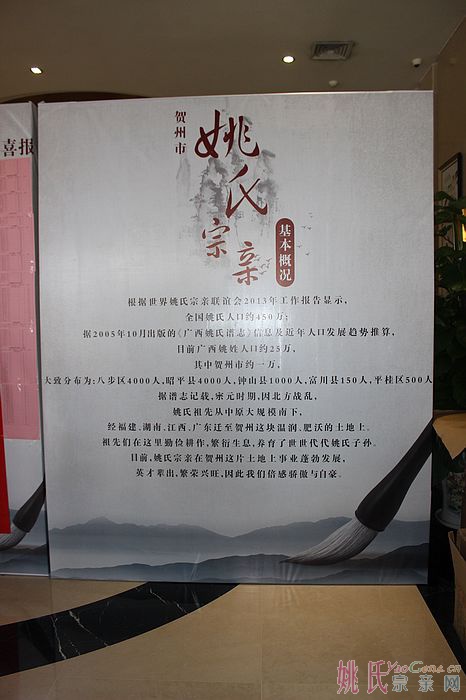 喜报
贺州市
姚氏宗亲
基本概况
根据世界姚氏宗亲联谊会2013年工作报告显示,
全国姚氏人口约450万;
据2005年10月出版的《广西姚氏谱志》信息及近年人口发展趋势推算,
目前广西姚姓人口约25万,
其中贺州市约一万,
大致分布为:八步区4000人,昭平县4000人,钟山县1000人,富川县150人,平桂区500人
据谱志记载,宋元时期,因北方战乱,
姚氏祖先从中原大规模南下,
经福建、湖南、江西、广东迁至贺州这块温润、肥沃的土地上。
祖先们在这里勤俭耕作,繁衍生息,养育了世世代代姚氏子孙。
目前,姚氏宗亲在贺州这片土地上事业蓬勃发展,
英才辈出,繁荣兴旺,因此我们倍感骄傲与自豪。
姚氏宗亲网
YaoGens.cn